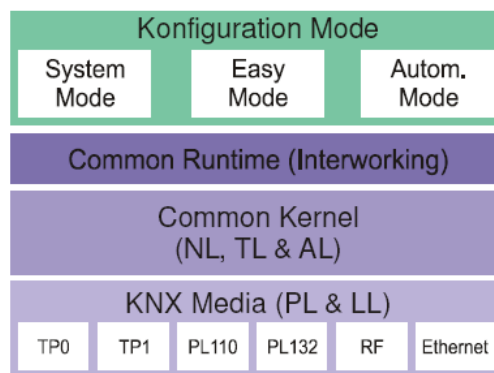 Konfiguration Mode
System Easy Autom.
Mode Mode Mode
Common Runtime (Interworking)
Common Kernel
(NL, TL & AL)
KNX Media (PL & LL)
TP0 TP1 PL110 PL132 RF Ethernet